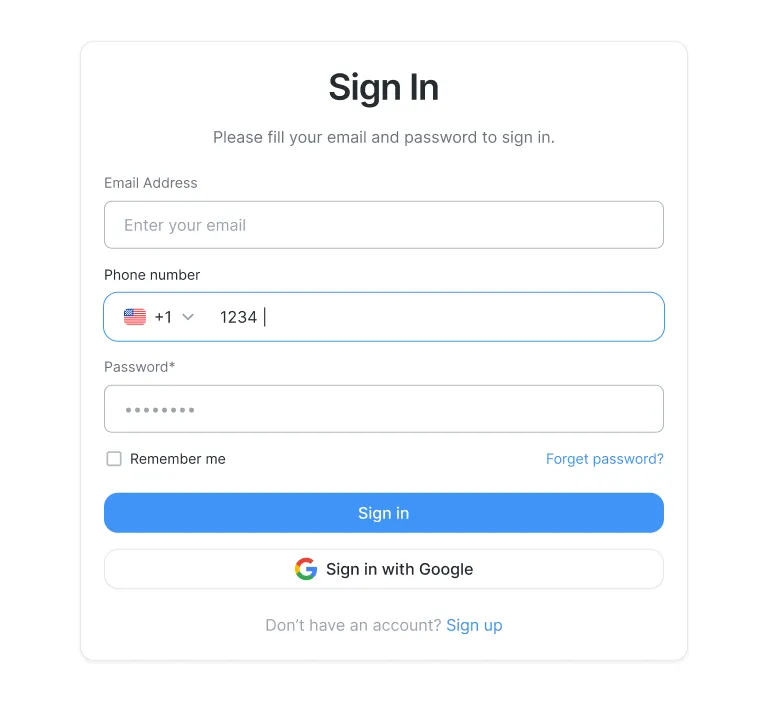 Sign In
Please fill your email and password to sign in.
Email Address
Enter your email
Phone number
+1 1234
Password*
Remember me Forget password?
Sign in
Sign in with Google
Don’t have an account? Sign up